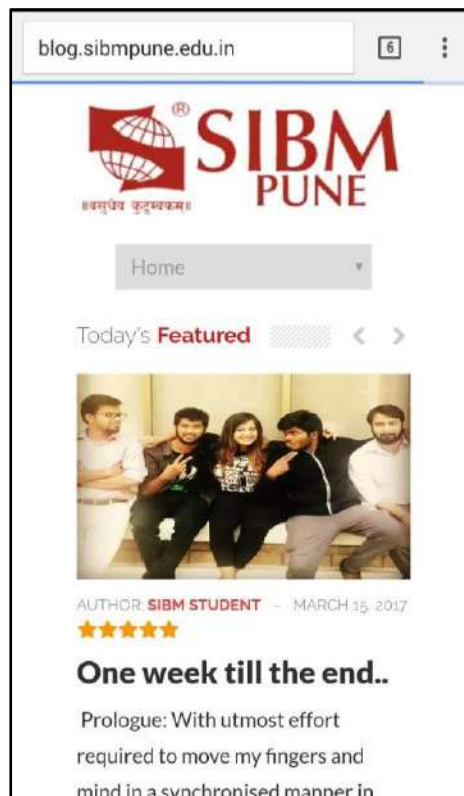 blog.sibmpune.edu.in
6
®
SIBM
PUNE
॥वसुधैव कुटुम्बकम्॥
Home
Today's Featured
AUTHOR: SIBM STUDENT - MARCH 15, 2017
One week till the end..
Prologue: With utmost effort
required to move my fingers and
mind in a synchronised manner in